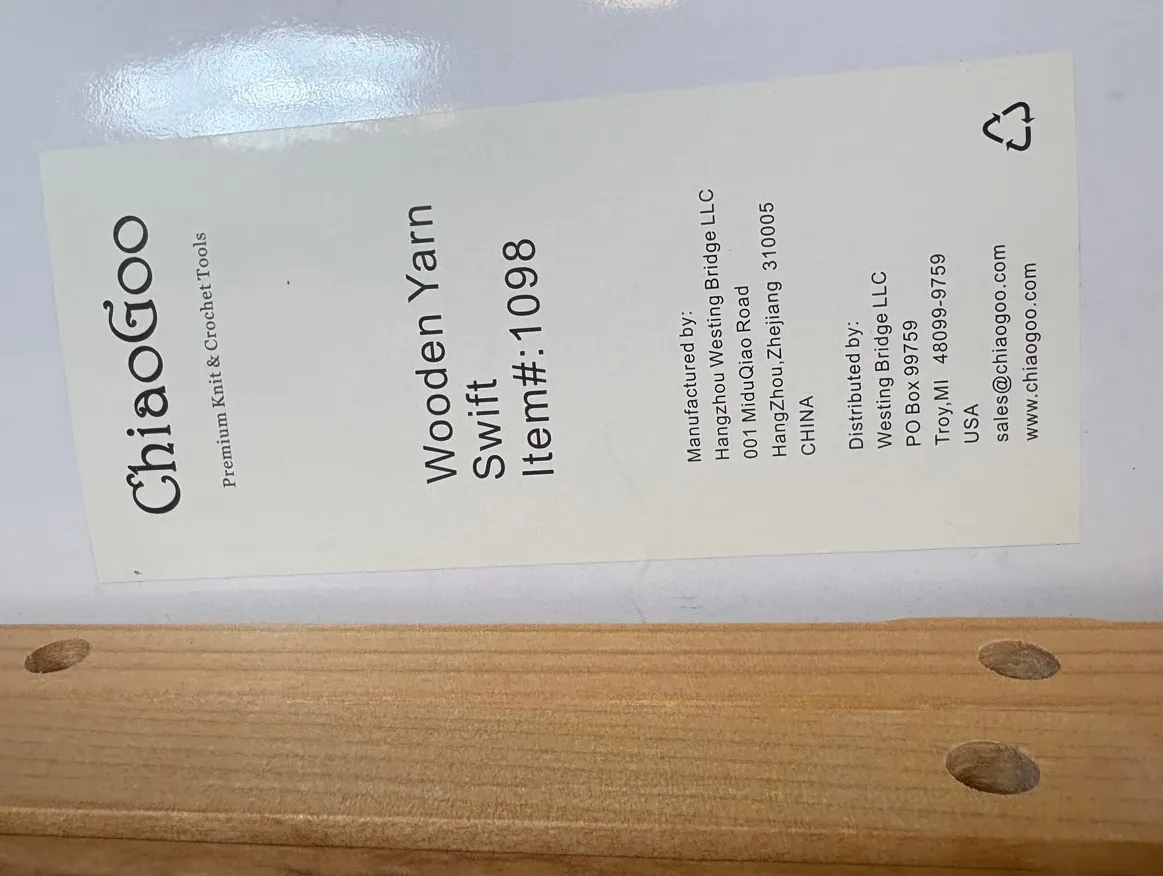 ChiaoGoo
Premium Knit & Crochet Tools
Wooden Yarn
Swift
Item#:1098
Manufactured by:
Hangzhou Westing Bridge LLC
001 MiduQiao Road
HangZhou,Zhejiang 310005
CHINA
Distributed by:
Westing Bridge LLC
PO Box 99759
Troy,MI 48099-9759
USA
sales@chiaogoo.com
www.chiaogoo.com